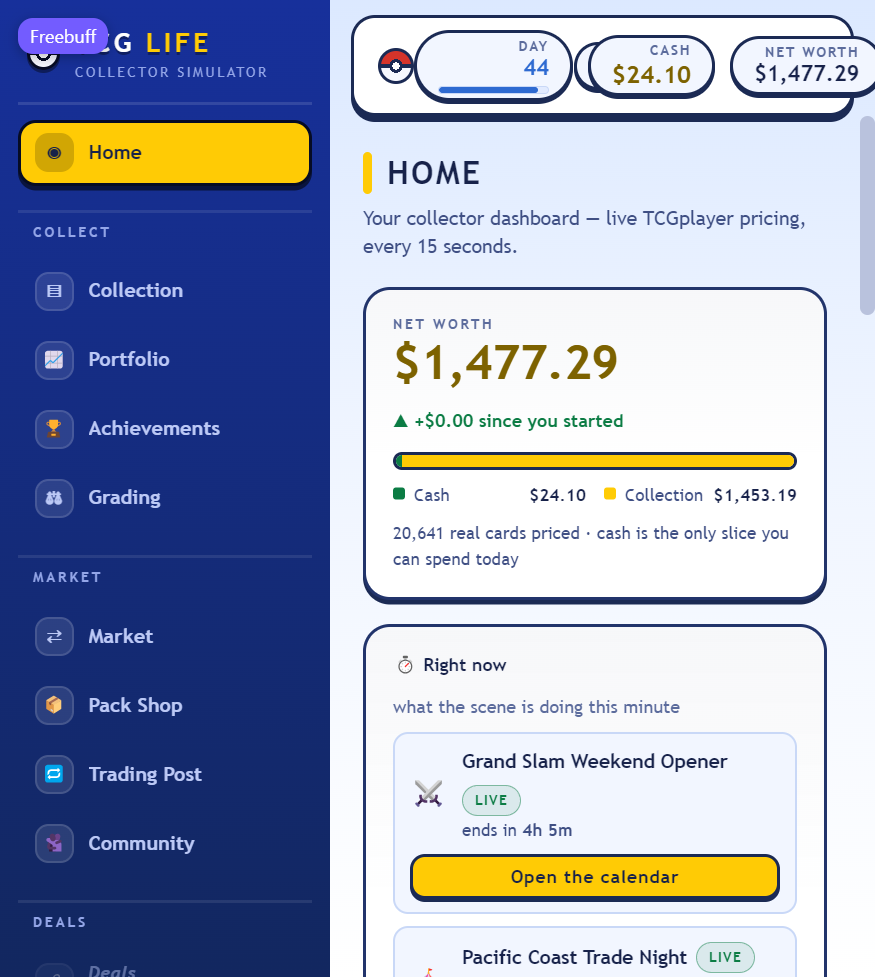 Freebuff
CG LIFE
COLLECTOR SIMULATOR
Home
COLLECT
Collection
Portfolio
Achievements
Grading
MARKET
Market
Pack Shop
Trading Post
Community
DEALS
Deals
DAY
44
CASH
$24.10
NET WORTH
$1,477.29
HOME
Your collector dashboard — live TCGplayer pricing,
every 15 seconds.
NET WORTH
$1,477.29
▲ +$0.00 since you started
Cash $24.10 Collection $1,453.19
20,641 real cards priced · cash is the only slice you
can spend today
Right now
what the scene is doing this minute
Grand Slam Weekend Opener
LIVE
ends in 4h 5m
Open the calendar
Pacific Coast Trade Night LIVE